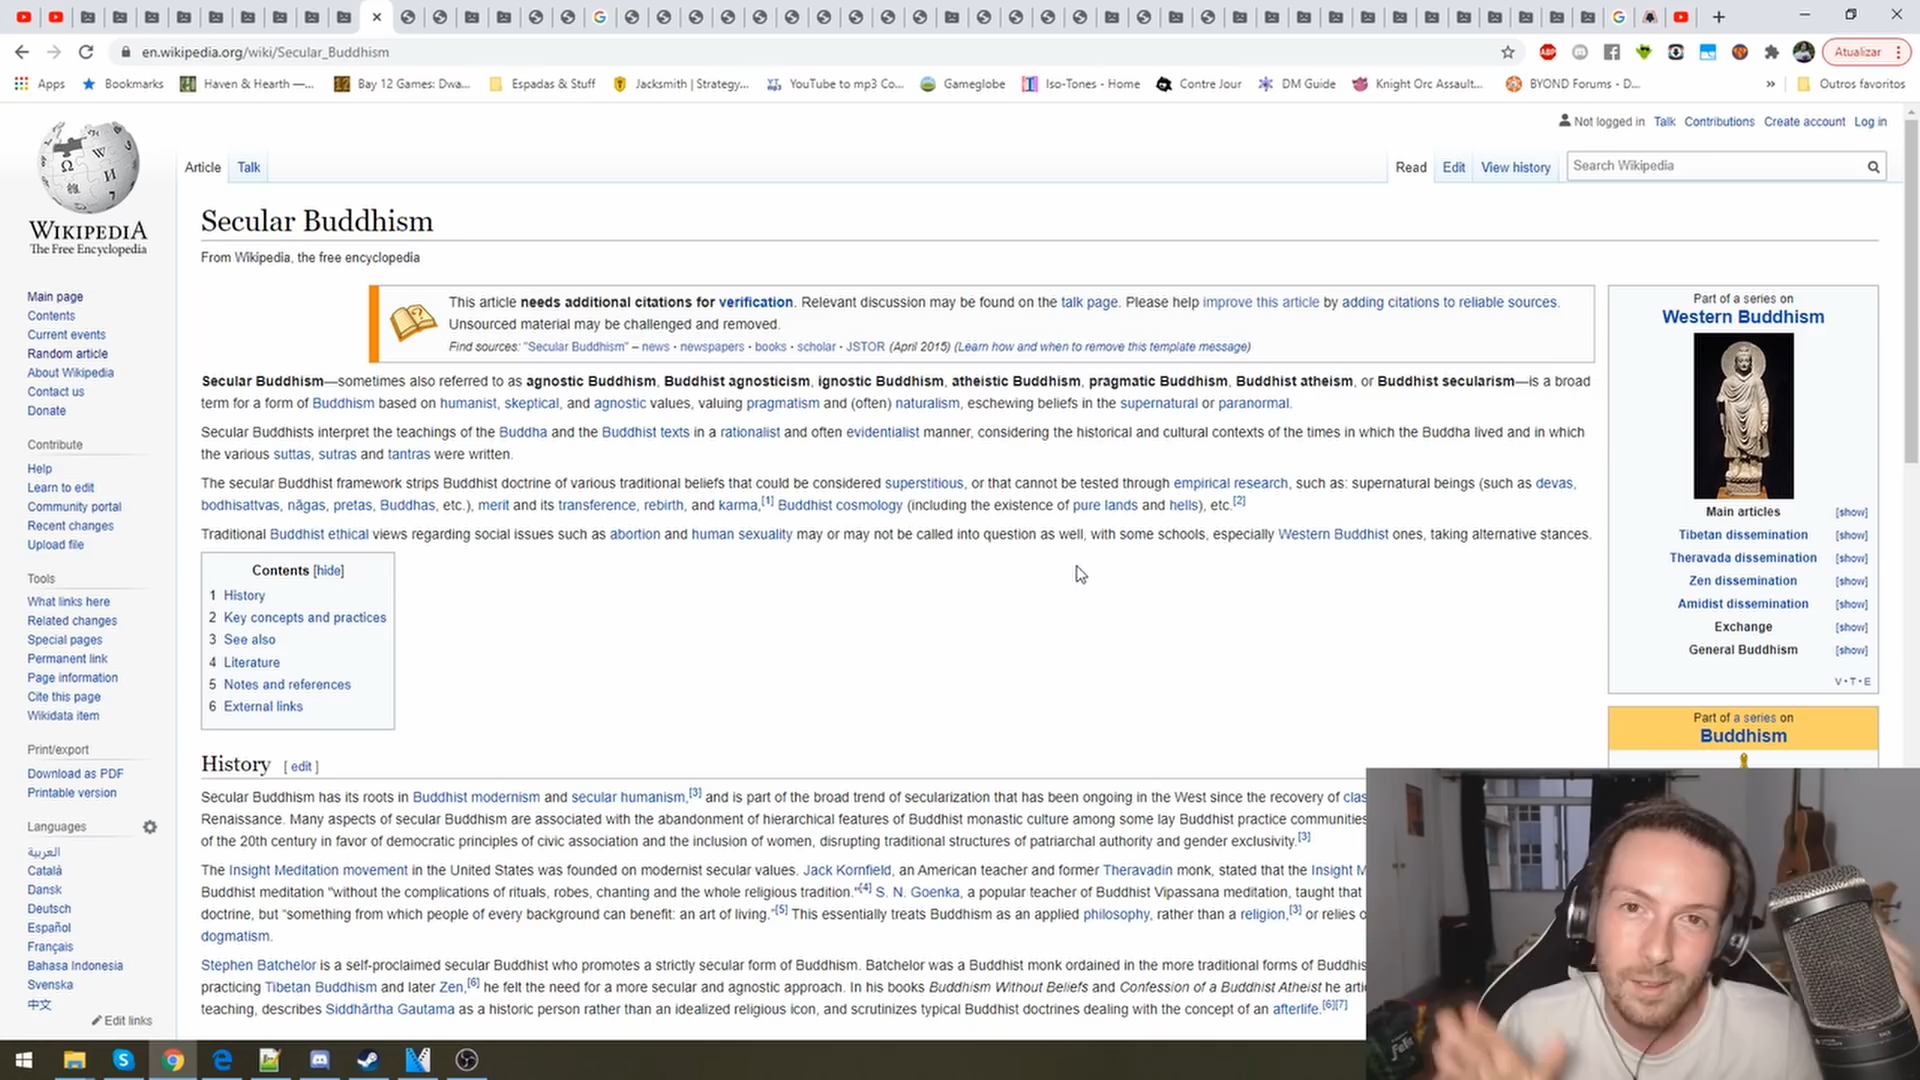 en.wikipedia.org/wiki/Secular_Buddhism
Atualizar
Apps
Bookmarks
Haven & Hearth —...
Bay 12 Games: Dwa...
Espadas & Stuff
Jacksmith | Strategy...
YouTube to mp3 Co...
Gameglobe
Iso-Tones - Home
Contre Jour
DM Guide
Knight Orc Assault...
BYOND Forums - D...
»
Outros favoritos
Not logged in Talk Contributions Create account Log in
Article Talk
Read Edit View history
Search Wikipedia
WIKIPEDIA
The Free Encyclopedia
Main page
Contents
Current events
Random article
About Wikipedia
Contact us
Donate
Contribute
Help
Learn to edit
Community portal
Recent changes
Upload file
Tools
What links here
Related changes
Special pages
Permanent link
Page information
Cite this page
Wikidata item
Print/export
Download as PDF
Printable version
Languages
العربية
Català
Dansk
Deutsch
Español
Français
Bahasa Indonesia
Svenska
中文
Edit links
Secular Buddhism
From Wikipedia, the free encyclopedia
This article needs additional citations for verification. Relevant discussion may be found on the talk page. Please help improve this article by adding citations to reliable sources.
Unsourced material may be challenged and removed.
Find sources: "Secular Buddhism" – news · newspapers · books · scholar · JSTOR (April 2015) (Learn how and when to remove this template message)
Secular Buddhism—sometimes also referred to as agnostic Buddhism, Buddhist agnosticism, ignostic Buddhism, atheistic Buddhism, pragmatic Buddhism, Buddhist atheism, or Buddhist secularism—is a broad
term for a form of Buddhism based on humanist, skeptical, and agnostic values, valuing pragmatism and (often) naturalism, eschewing beliefs in the supernatural or paranormal.
Secular Buddhists interpret the teachings of the Buddha and the Buddhist texts in a rationalist and often evidentialist manner, considering the historical and cultural contexts of the times in which the Buddha lived and in which
the various suttas, sutras and tantras were written.
The secular Buddhist framework strips Buddhist doctrine of various traditional beliefs that could be considered superstitious, or that cannot be tested through empirical research, such as: supernatural beings (such as devas,
bodhisattvas, nāgas, pretas, Buddhas, etc.), merit and its transference, rebirth, and karma,[1] Buddhist cosmology (including the existence of pure lands and hells), etc.[2]
Traditional Buddhist ethical views regarding social issues such as abortion and human sexuality may or may not be called into question as well, with some schools, especially Western Buddhist ones, taking alternative stances.
Contents [hide]
1 History
2 Key concepts and practices
3 See also
4 Literature
5 Notes and references
6 External links
History [ edit ]
Secular Buddhism has its roots in Buddhist modernism and secular humanism,[3] and is part of the broad trend of secularization that has been ongoing in the West since the recovery of clas
Renaissance. Many aspects of secular Buddhism are associated with the abandonment of hierarchical features of Buddhist monastic culture among some lay Buddhist practice communities
of the 20th century in favor of democratic principles of civic association and the inclusion of women, disrupting traditional structures of patriarchal authority and gender exclusivity.[3]
The Insight Meditation movement in the United States was founded on modernist secular values. Jack Kornfield, an American teacher and former Theravadin monk, stated that the Insight M
Buddhist meditation "without the complications of rituals, robes, chanting and the whole religious tradition."[4] S. N. Goenka, a popular teacher of Buddhist Vipassana meditation, taught that
doctrine, but "something from which people of every background can benefit: an art of living."[5] This essentially treats Buddhism as an applied philosophy, rather than a religion,[3] or relies o
dogmatism.
Stephen Batchelor is a self-proclaimed secular Buddhist who promotes a strictly secular form of Buddhism. Batchelor was a Buddhist monk ordained in the more traditional forms of Buddhis
practicing Tibetan Buddhism and later Zen,[6] he felt the need for a more secular and agnostic approach. In his books Buddhism Without Beliefs and Confession of a Buddhist Atheist he arti
teaching, describes Siddhārtha Gautama as a historic person rather than an idealized religious icon, and scrutinizes typical Buddhist doctrines dealing with the concept of an afterlife.[6][7]
Part of a series on
Western Buddhism
Main articles [show]
Tibetan dissemination [show]
Theravada dissemination [show]
Zen dissemination [show]
Amidist dissemination [show]
Exchange [show]
General Buddhism [show]
V·T·E
Part of a series on
Buddhism